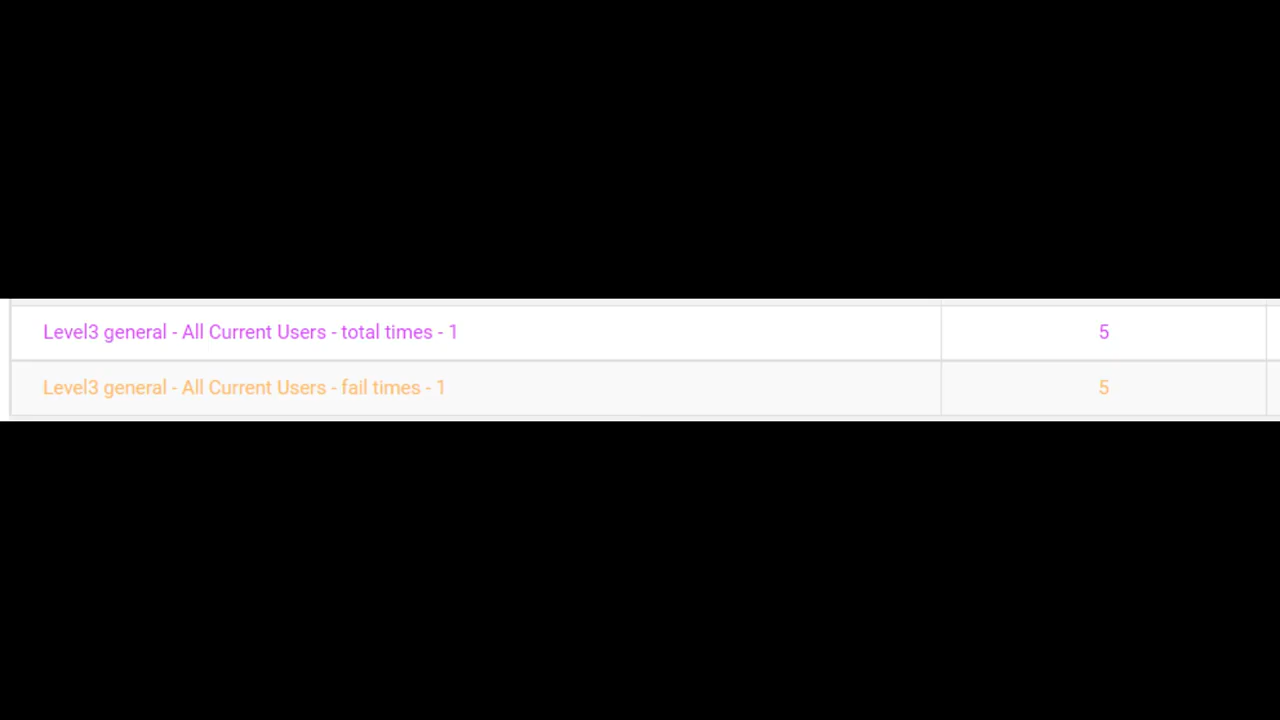 Level3 general - All Current Users - total times - 1 5
Level3 general - All Current Users - fail times - 1 5